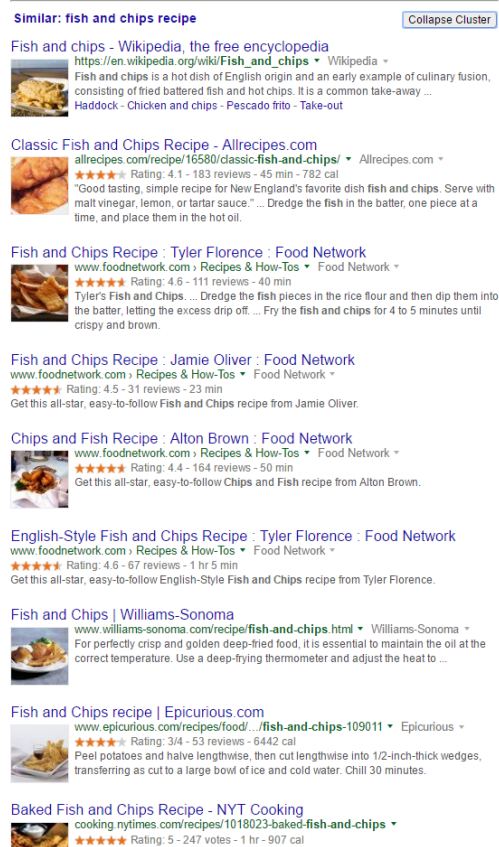 Similar: fish and chips recipe
Collapse Cluster
Fish and chips - Wikipedia, the free encyclopedia
https://en.wikipedia.org/wiki/Fish_and_chips ▼ Wikipedia ▼
Fish and chips is a hot dish of English origin and an early example of culinary fusion,
consisting of fried battered fish and hot chips. It is a common take-away ...
Haddock - Chicken and chips - Pescado frito - Take-out
Classic Fish and Chips Recipe - Allrecipes.com
allrecipes.com/recipe/16580/classic-fish-and-chips/ ▼ Allrecipes.com ▼
Rating: 4.1 - 183 reviews - 45 min - 782 cal
"Good tasting, simple recipe for New England's favorite dish fish and chips. Serve with
malt vinegar, lemon, or tartar sauce." ... Dredge the fish in the batter, one piece at a
time, and place them in the hot oil.
Fish and Chips Recipe : Tyler Florence : Food Network
www.foodnetwork.com › Recipes & How-Tos ▼ Food Network ▼
Rating: 4.6 - 111 reviews - 40 min
Tyler's Fish and Chips. ... Dredge the fish pieces in the rice flour and then dip them into
the batter, letting the excess drip off. ... Fry the fish and chips for 4 to 5 minutes until
crispy and brown.
Fish and Chips Recipe : Jamie Oliver : Food Network
www.foodnetwork.com › Recipes & How-Tos ▼ Food Network ▼
Rating: 4.5 - 31 reviews - 23 min
Get this all-star, easy-to-follow Fish and Chips recipe from Jamie Oliver.
Chips and Fish Recipe : Alton Brown : Food Network
www.foodnetwork.com › Recipes & How-Tos ▼ Food Network ▼
Rating: 4.4 - 164 reviews - 50 min
Get this all-star, easy-to-follow Chips and Fish recipe from Alton Brown.
English-Style Fish and Chips Recipe : Tyler Florence : Food Network
www.foodnetwork.com › Recipes & How-Tos ▼ Food Network ▼
Rating: 4.6 - 67 reviews - 1 hr 5 min
Get this all-star, easy-to-follow English-Style Fish and Chips recipe from Tyler Florence.
Fish and Chips | Williams-Sonoma
www.williams-sonoma.com/recipe/fish-and-chips.html ▼ Williams-Sonoma ▼
For perfectly crisp and golden deep-fried food, it is essential to maintain the oil at the
correct temperature. Use a deep-frying thermometer and adjust the heat to ...
Fish and Chips recipe | Epicurious.com
www.epicurious.com/recipes/food/.../fish-and-chips-109011 ▼ Epicurious ▼
Rating: 3/4 - 53 reviews - 6442 cal
Peel potatoes and halve lengthwise, then cut lengthwise into 1/2-inch-thick wedges,
transferring as cut to a large bowl of ice and cold water. Chill 30 minutes.
Baked Fish and Chips Recipe - NYT Cooking
cooking.nytimes.com/recipes/1018023-baked-fish-and-chips ▼
Rating: 5 - 247 votes - 1 hr - 907 cal